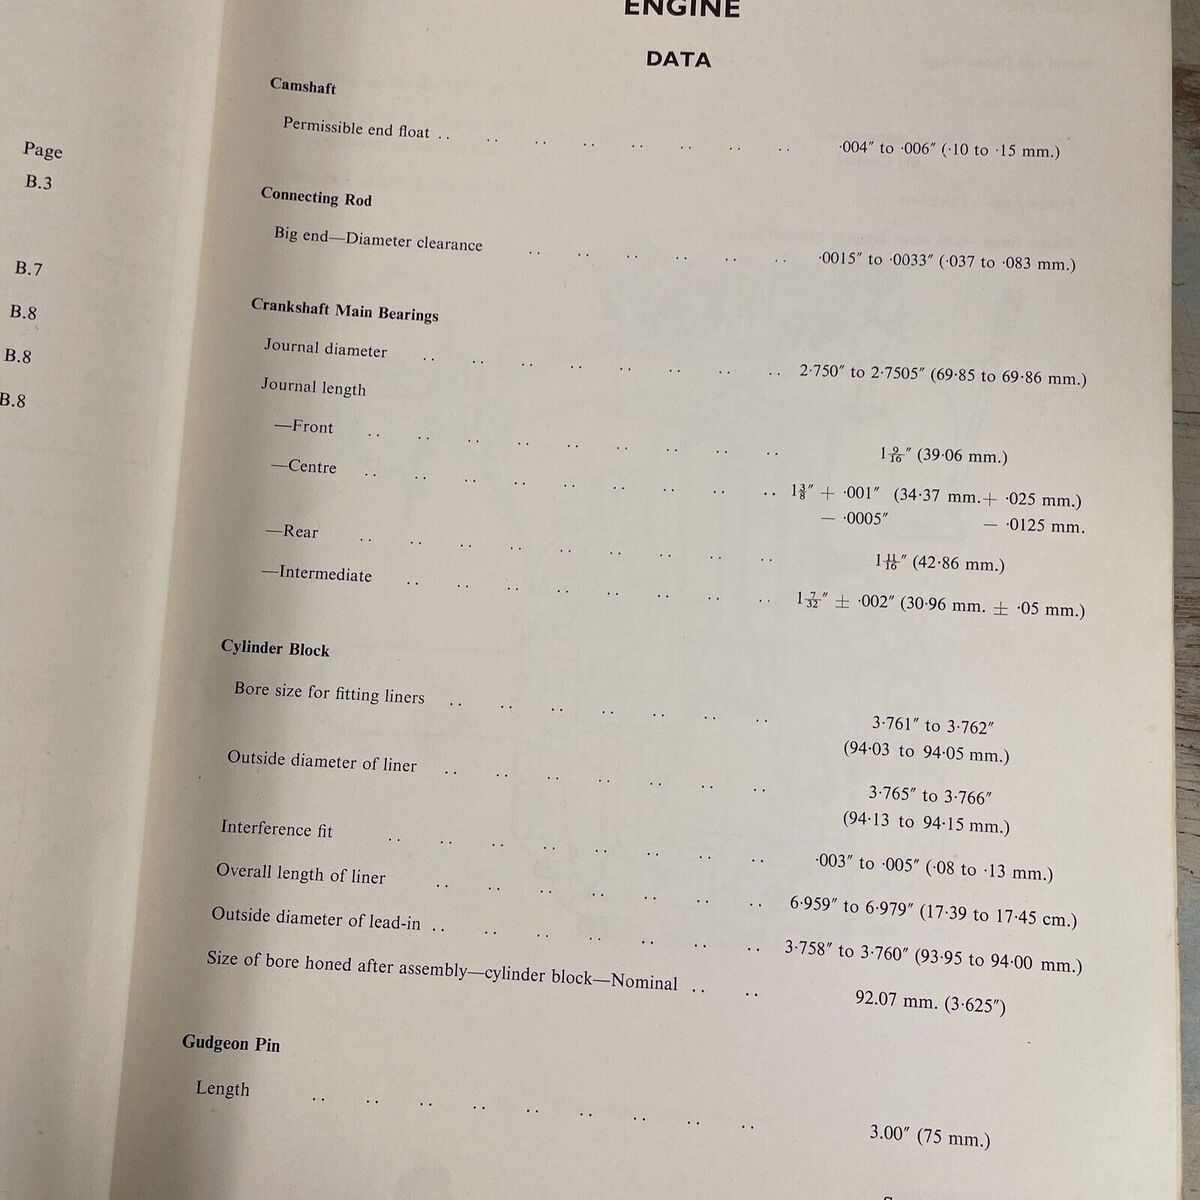 Page
B.3
B.7
B.8
B.8
B.8
ENGINE
DATA
Camshaft
Permissible end float .. .. .. .. .. .. .. .. ·004″ to ·006″ (·10 to ·15 mm.)
Connecting Rod
Big end—Diameter clearance .. .. .. .. .. .. ·0015″ to ·0033″ (·037 to ·083 mm.)
Crankshaft Main Bearings
Journal diameter .. .. .. .. .. .. .. .. 2·750″ to 2·7505″ (69·85 to 69·86 mm.)
Journal length
—Front .. .. .. .. .. .. .. .. .. 1 9/16″ (39·06 mm.)
—Centre .. .. .. .. .. .. .. .. .. 1 3/8″ + ·001″ (34·37 mm.+ ·025 mm.)
— ·0005″ — ·0125 mm.
—Rear .. .. .. .. .. .. .. .. .. 1 11/16″ (42·86 mm.)
—Intermediate .. .. .. .. .. .. .. .. 1 7/32″ ± ·002″ (30·96 mm. ± ·05 mm.)
Cylinder Block
Bore size for fitting liners .. .. .. .. .. .. .. 3·761″ to 3·762″
(94·03 to 94·05 mm.)
Outside diameter of liner .. .. .. .. .. .. .. 3·765″ to 3·766″
(94·13 to 94·15 mm.)
Interference fit .. .. .. .. .. .. .. .. ·003″ to ·005″ (·08 to ·13 mm.)
Overall length of liner .. .. .. .. .. .. .. 6·959″ to 6·979″ (17·39 to 17·45 cm.)
Outside diameter of lead-in .. .. .. .. .. .. .. 3·758″ to 3·760″ (93·95 to 94·00 mm.)
Size of bore honed after assembly—cylinder block—Nominal .. .. 92.07 mm. (3·625″)
Gudgeon Pin
Length .. .. .. .. .. .. .. .. .. 3.00″ (75 mm.)